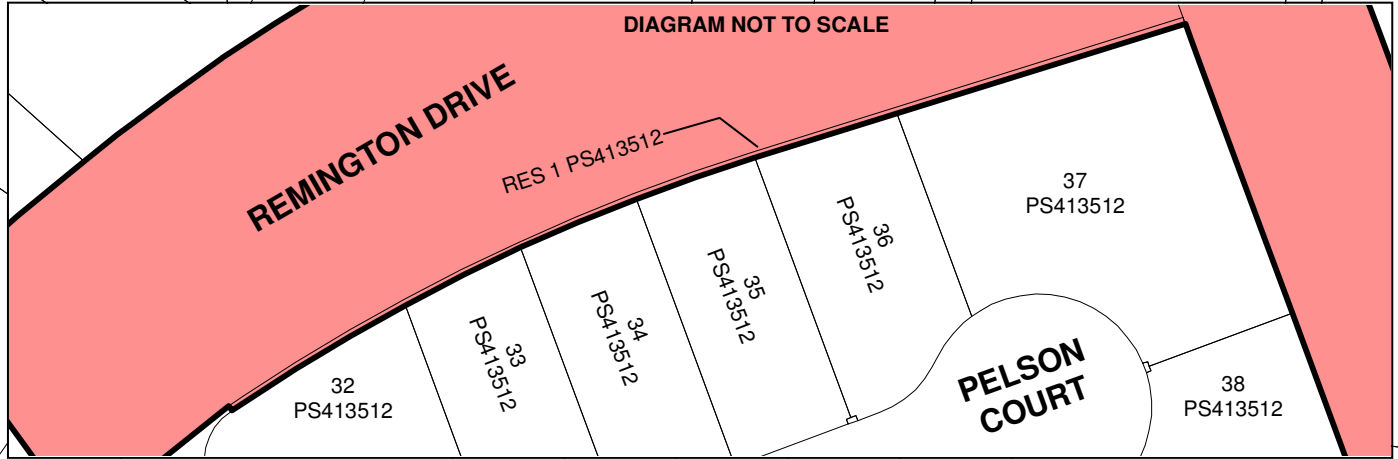 DIAGRAM NOT TO SCALE
REMINGTON DRIVE
RES 1 PS413512
32
PS413512
33
PS413512
34
PS413512
35
PS413512
36
PS413512
37
PS413512
PELSON
COURT
38
PS413512